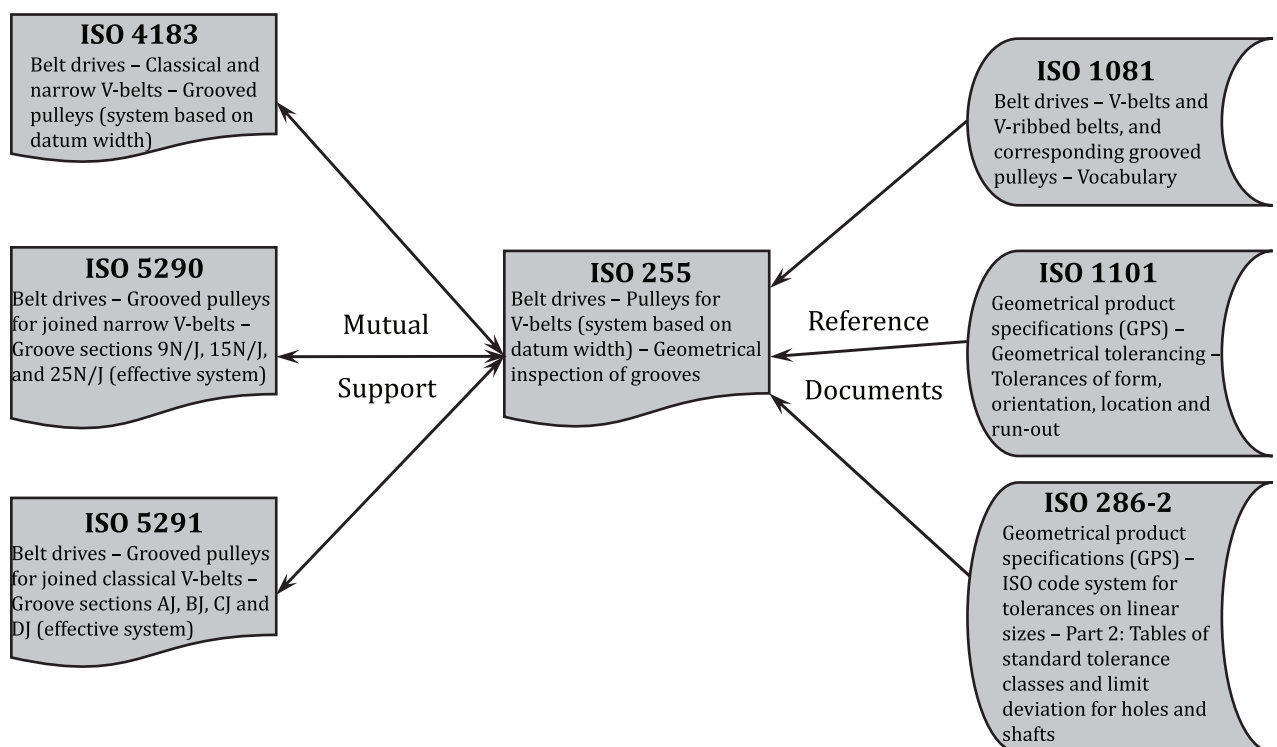 ISO 4183
Belt drives – Classical and
narrow V-belts – Grooved
pulleys (system based on
datum width)
ISO 5290
Belt drives – Grooved pulleys
for joined narrow V-belts –
Groove sections 9N/J, 15N/J,
and 25N/J (effective system)
ISO 5291
Belt drives – Grooved pulleys
for joined classical V-belts –
Groove sections AJ, BJ, CJ and
DJ (effective system)
Mutual
Support
ISO 255
Belt drives – Pulleys for
V-belts (system based on
datum width) – Geometrical
inspection of grooves
Reference
Documents
ISO 1081
Belt drives – V-belts and
V-ribbed belts, and
corresponding grooved
pulleys – Vocabulary
ISO 1101
Geometrical product
specifications (GPS) –
Geometrical tolerancing –
Tolerances of form,
orientation, location and
run-out
ISO 286-2
Geometrical product
specifications (GPS) –
ISO code system for
tolerances on linear
sizes – Part 2: Tables of
standard tolerance
classes and limit
deviation for holes and
shafts